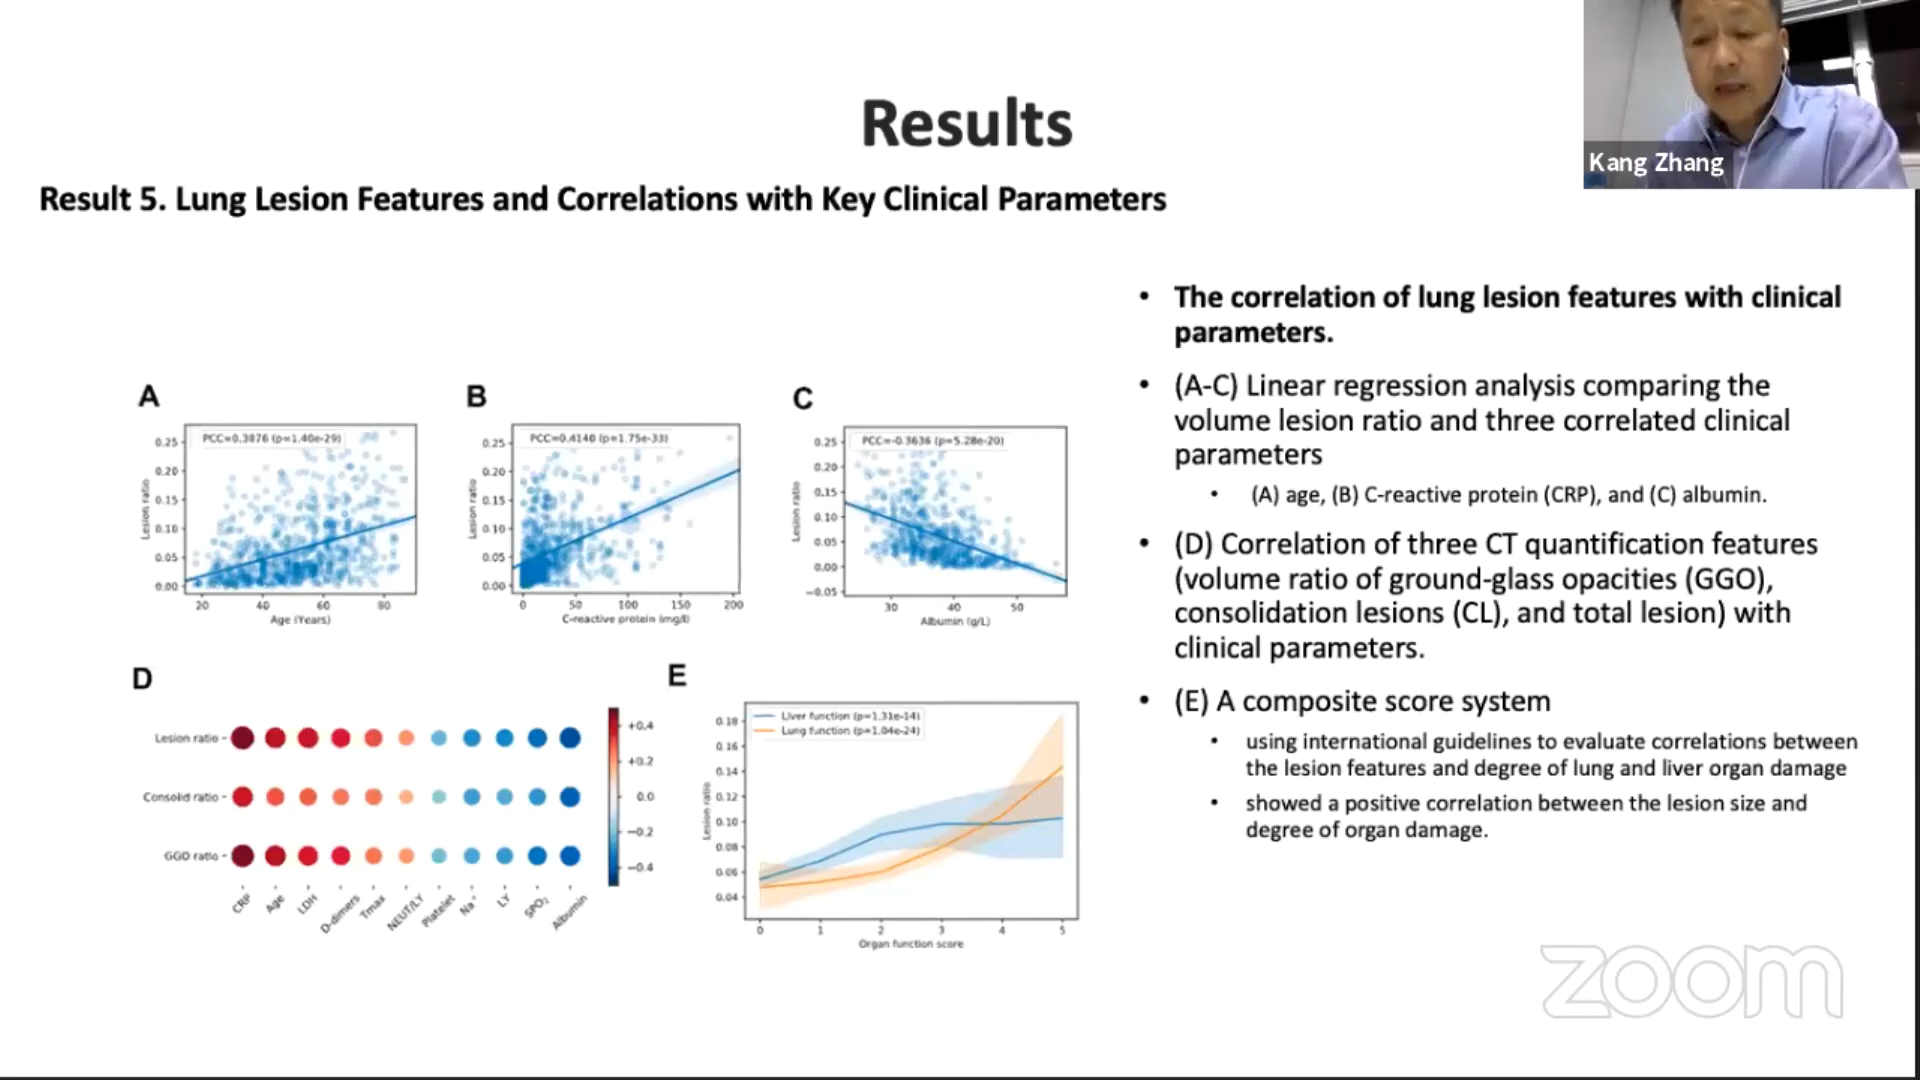 Kang Zhang
Results
Result 5. Lung Lesion Features and Correlations with Key Clinical Parameters
A
PCC=0.3876 (p=1.40e-29)
0.25
0.20
0.15
0.10
0.05
0.00
Lesion ratio
20 40 60 80
Age (Years)
B
PCC=0.4140 (p=1.75e-33)
0.25
0.20
0.15
0.10
0.05
0.00
Lesion ratio
0 50 100 150 200
C-reactive protein (mg/l)
C
PCC=-0.3636 (p=5.28e-20)
0.25
0.20
0.15
0.10
0.05
0.00
−0.05
Lesion ratio
30 40 50
Albumin (g/L)
D
Lesion ratio
Consolid ratio
GGO ratio
CRP Age LDH D-dimers Tmax NEUT/LY Platelet Na⁺ LY SPO₂ Albumin
+0.4
+0.2
0.0
−0.2
−0.4
E
Liver function (p=1.31e-14)
Lung function (p=1.04e-24)
0.18
0.16
0.14
0.12
0.10
0.08
0.06
0.04
Lesion ratio
0 1 2 3 4 5
Organ function score
• The correlation of lung lesion features with clinical
parameters.
• (A-C) Linear regression analysis comparing the
volume lesion ratio and three correlated clinical
parameters
• (A) age, (B) C-reactive protein (CRP), and (C) albumin.
• (D) Correlation of three CT quantification features
(volume ratio of ground-glass opacities (GGO),
consolidation lesions (CL), and total lesion) with
clinical parameters.
• (E) A composite score system
• using international guidelines to evaluate correlations between
the lesion features and degree of lung and liver organ damage
• showed a positive correlation between the lesion size and
degree of organ damage.
zoom